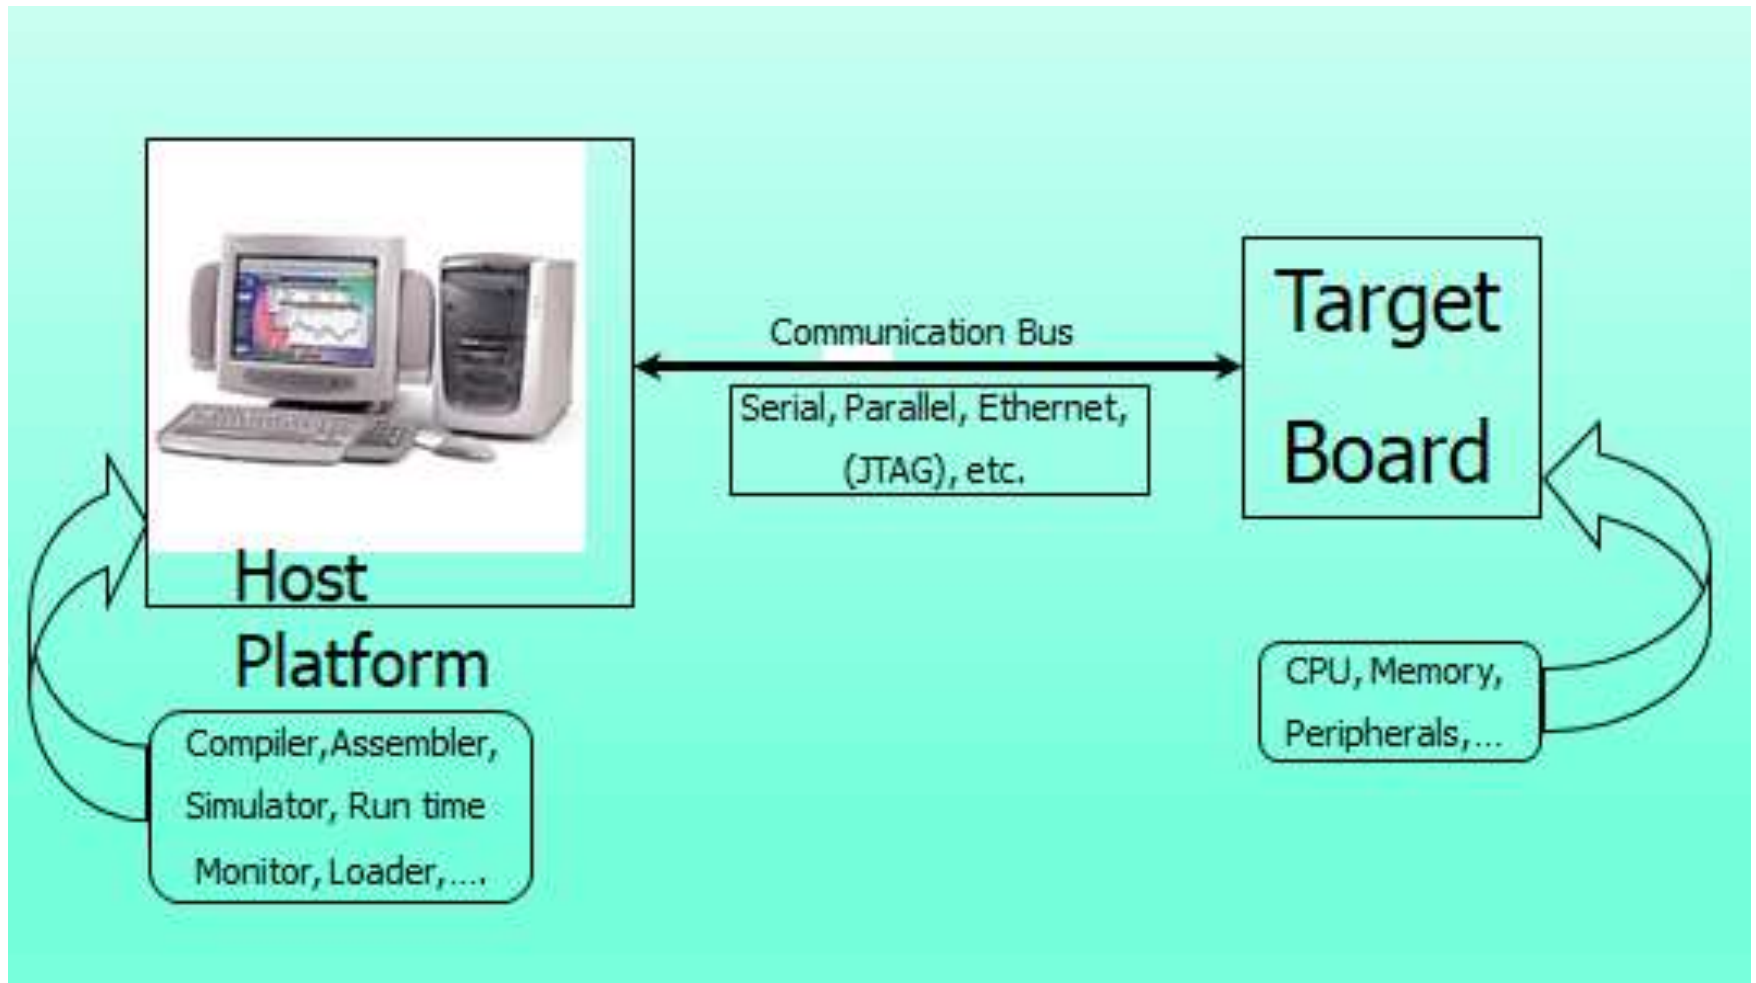 Communication Bus
Serial, Parallel, Ethernet,
(JTAG), etc.
Target
Board
Host
Platform
Compiler, Assembler,
Simulator, Run time
Monitor, Loader,....
CPU, Memory,
Peripherals,...